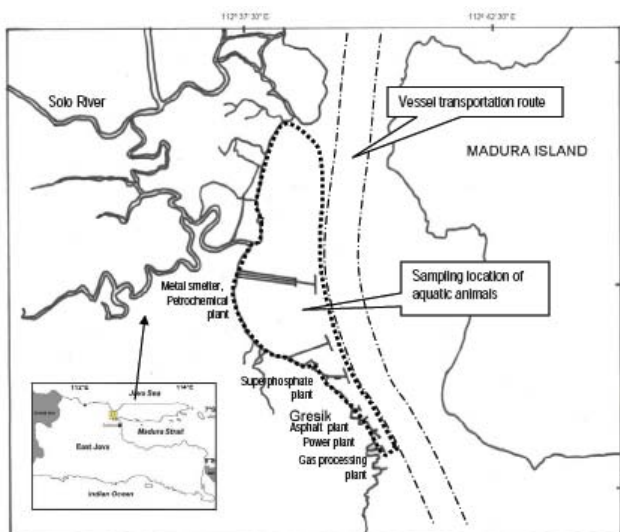 112° 37'30" E
112° 42'30" E
Solo River
Vessel transportation route
MADURA ISLAND
Sampling location of
aquatic animals
Metal smelter,
Petrochemical
plant
Superphosphate
plant
Gresik
Asphalt plant
Power plant
Gas processing
plant
112°E
114°E
Java Sea
Madura Strait
East Java
Indian Ocean